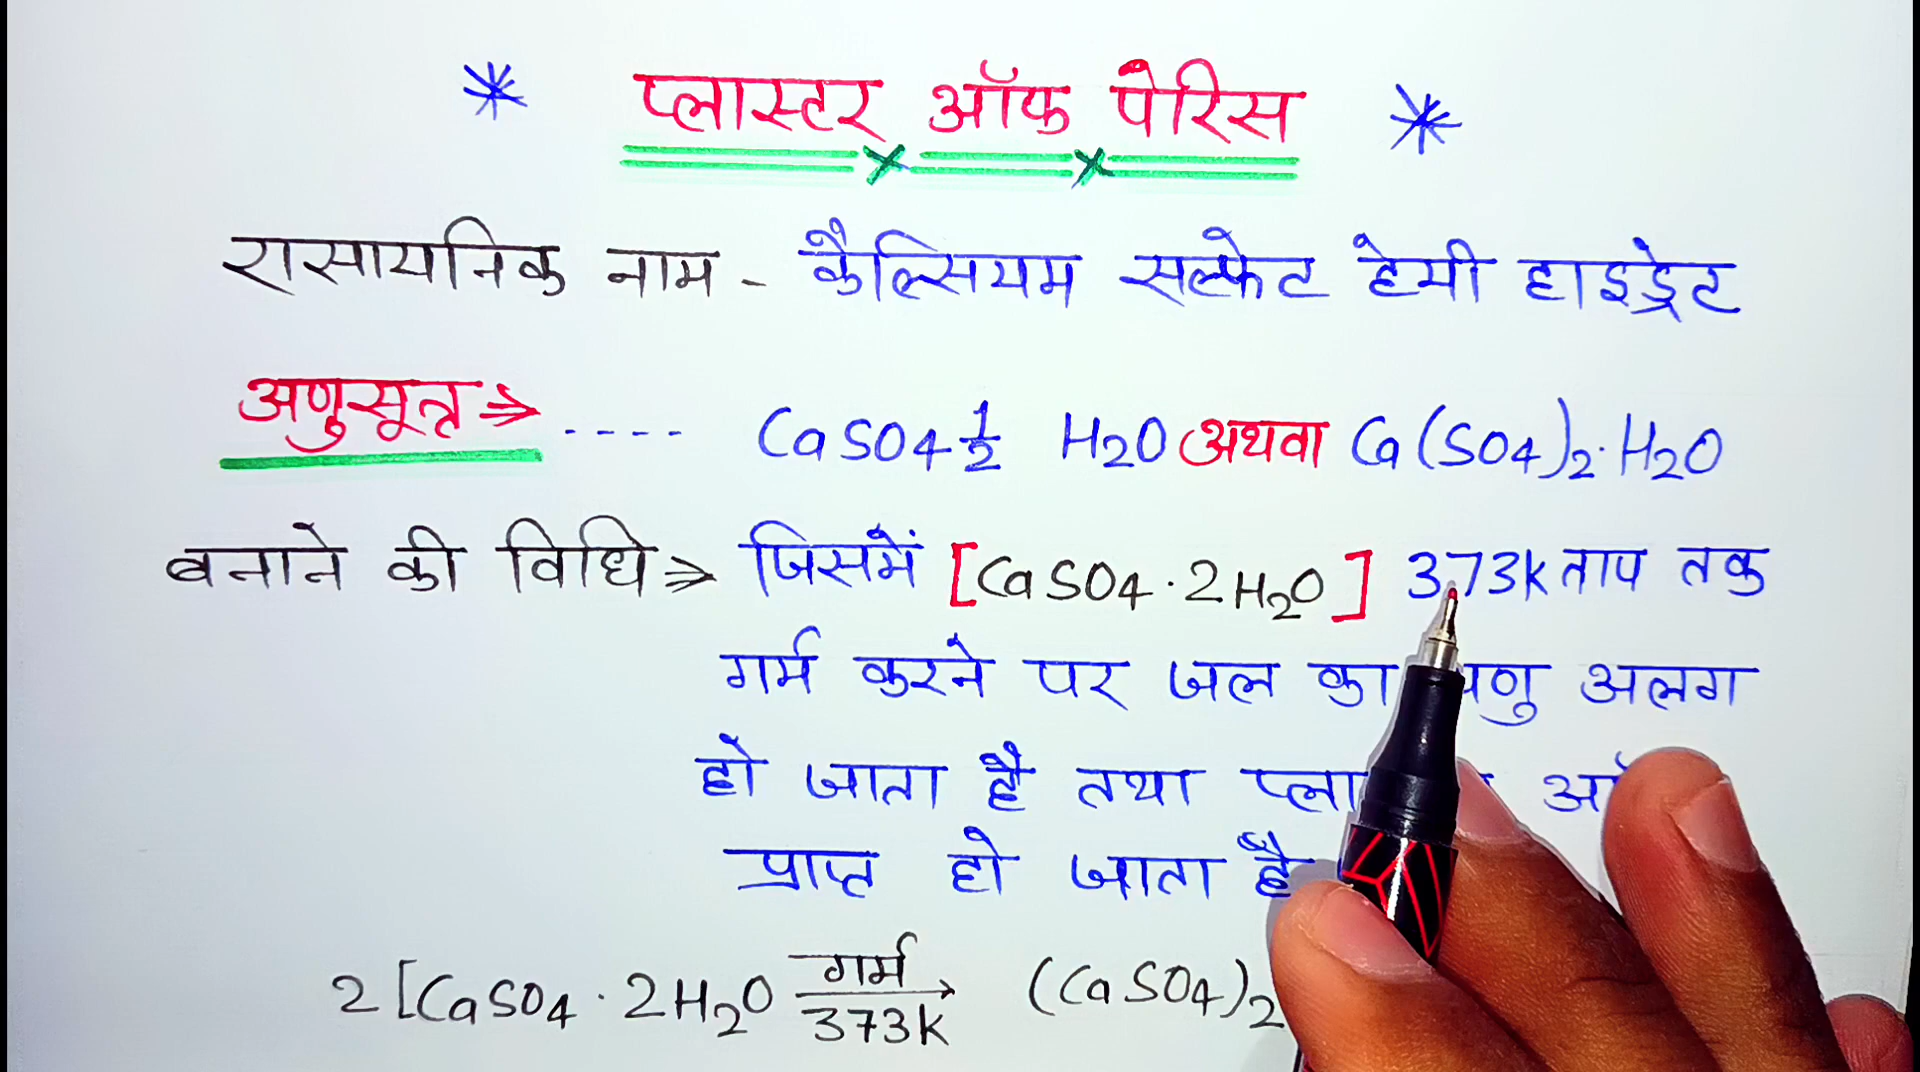 * प्लास्टर ऑफ पेरिस *
रासायनिक नाम - कैल्सियम सल्फेट हेमी हाइड्रेट
अणुसूत्र ⇒ .... CaSO4 1/2 H2O अथवा Ca(SO4)2.H2O
बनाने की विधि ⇒ जिसमें [CaSO4·2H2O] 373k ताप तक
गर्म करने पर जल का अलग
हो जाता है तथा
प्राप्त हो जाता है
2[CaSO4·2H2O गर्म 373k → (CaSO4)2